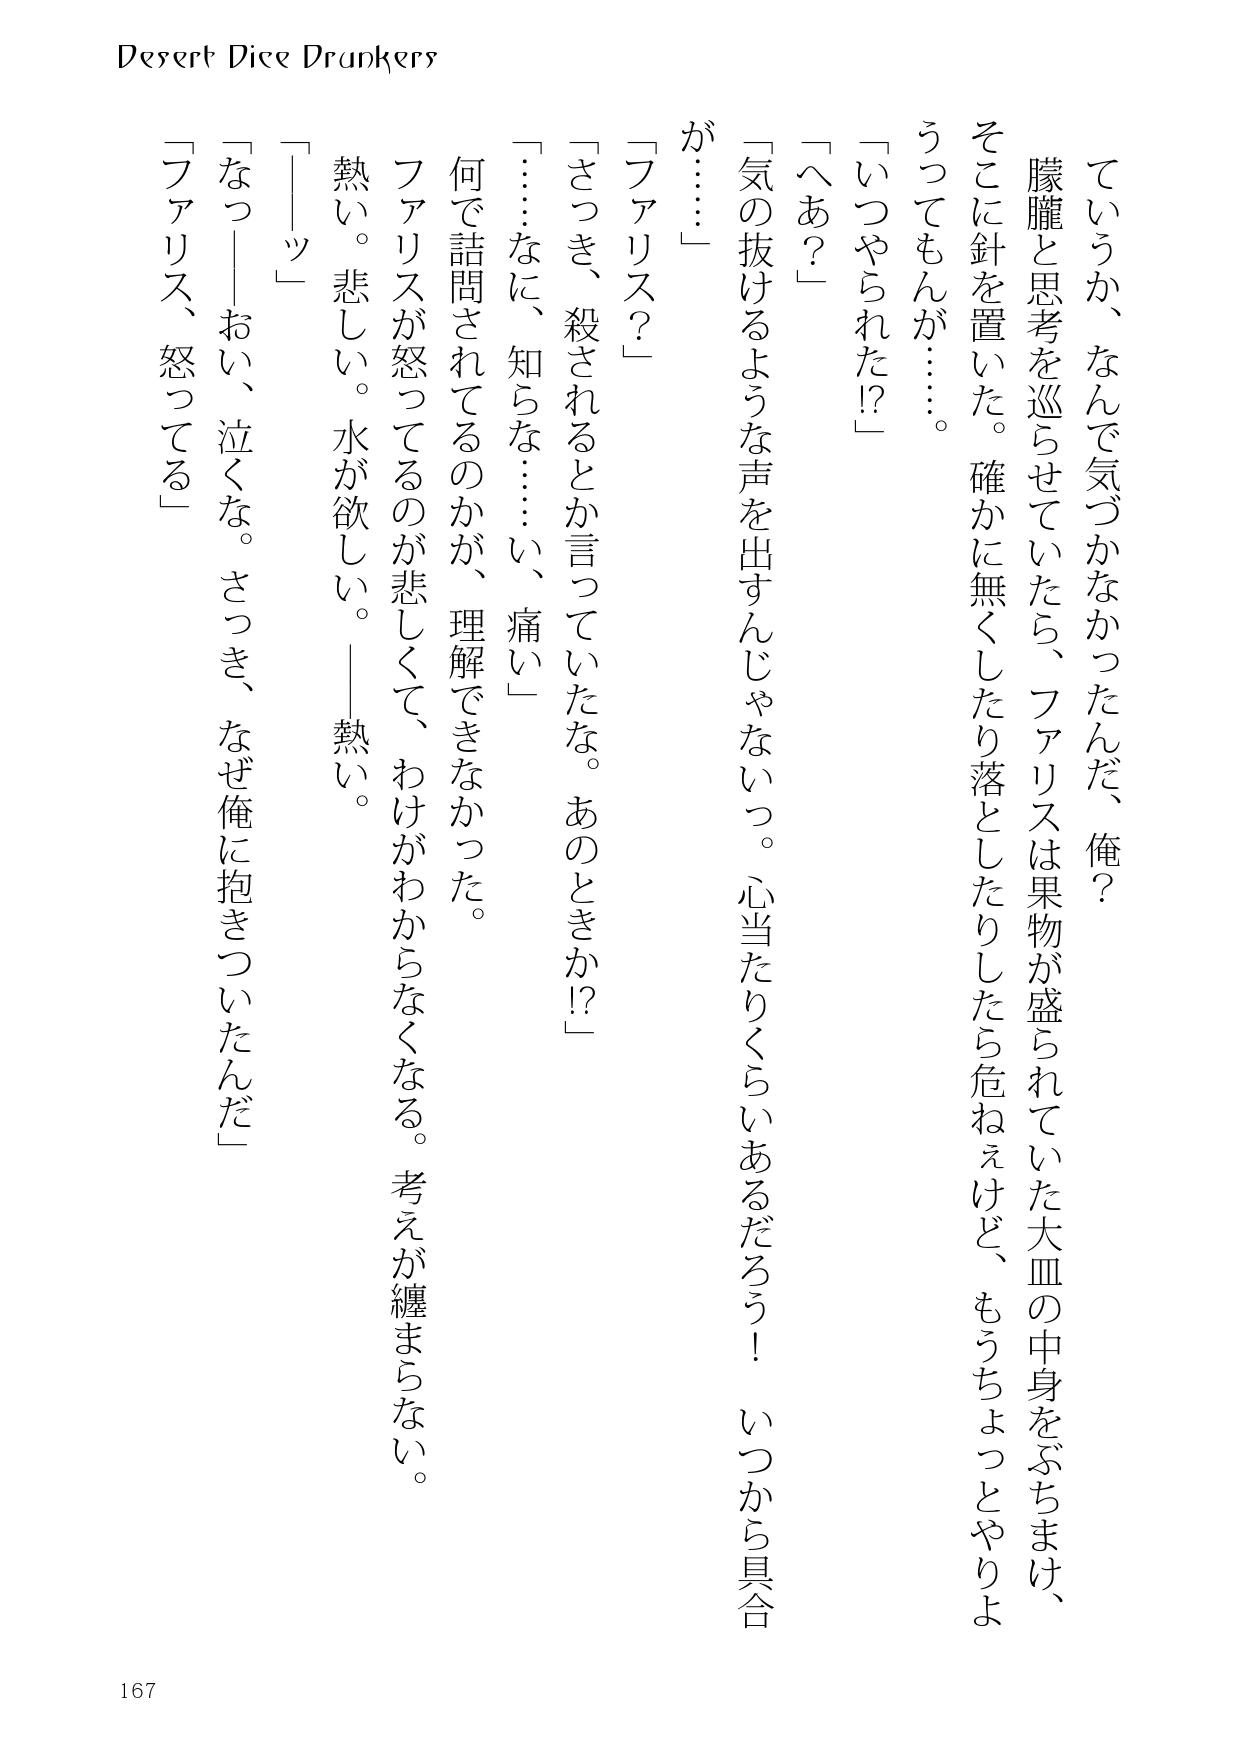 Desert Dice Drunkers
　ていうか、なんで気づかなかったんだ、俺？
　朦朧と思考を巡らせていたら、ファリスは果物が盛られていた大皿の中身をぶちまけ、
そこに針を置いた。確かに無くしたり落としたりしたら危ねぇけど、もうちょっとやりよ
うってもんが……。
「いつやられた!?」
「へあ？」
「気の抜けるような声を出すんじゃないっ。心当たりくらいあるだろう！　いつから具合
が……」
「ファリス？」
「さっき、殺されるとか言っていたな。あのときか!?」
「……なに、知らな……い、痛い」
　何で詰問されてるのかが、理解できなかった。
　ファリスが怒ってるのが悲しくて、わけがわからなくなる。考えが纏まらない。
　熱い。悲しい。水が欲しい。――熱い。
「――ッ」
「なっ――おい、泣くな。さっき、なぜ俺に抱きついたんだ」
「ファリス、怒ってる」
167